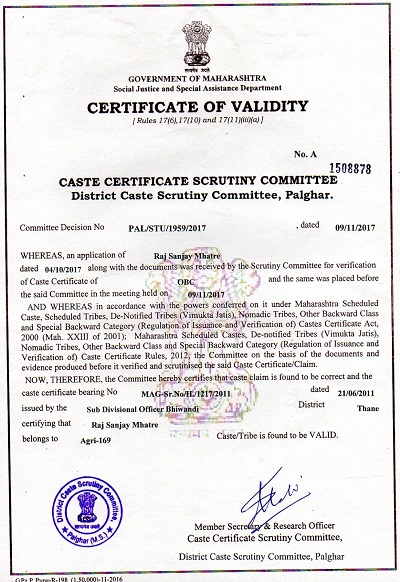 सत्यमेव जयते
GOVERNMENT OF MAHARASHTRA
Social Justice and Special Assistance Department
CERTIFICATE OF VALIDITY
[ Rules 17(6),17(10) and 17(11)(ii)(a) ]
No. A
1508878
CASTE CERTIFICATE SCRUTINY COMMITTEE
District Caste Scrutiny Committee, Palghar.
Committee Decision No PAL/STU/1959/2017 , dated 09/11/2017
WHEREAS, an application of Raj Sanjay Mhatre
dated 04/10/2017 along with the documents was received by the Scrutiny Committee for verification
of Caste Certificate of OBC and the same was placed before
the said Committee in the meeting held on 09/11/2017
AND WHEREAS in accordance with the powers conferred on it under Maharashtra Scheduled
Caste, Scheduled Tribes, De-notified Tribes (Vimukta Jatis), Nomadic Tribes, Other Backward Class
and Special Backward Category (Regulation of Issuance and Verification of) Castes Certificate Act,
2000 (Mah. XXIII of 2001); Maharashtra Scheduled Castes, De-notified Tribes (Vimukta Jatis),
Nomadic Tribes, Other Backward Class and Special Backward Category (Regulation of Issuance
and Verification of) Caste Certificate Rules, 2012, the Committee on the basis of the documents and
evidence produced before it verified and scrutinised the said Caste Certificate/Claim.
NOW, THEREFORE, the Committee hereby certifies that caste claim is found to be correct and the
caste certificate bearing No MAG-Sr.No/H./1217/2011 dated 21/06/2011
issued by the Sub Divisional Officer Bhiwandi District Thane
certifying that Raj Sanjay Mhatre
belongs to Agri-169 Caste/Tribe is found to be VALID.
District Caste Scrutiny Committee,
Palghar (M.S.)
Member Secretary & Research Officer
Caste Certificate Scrutiny Committee,
District Caste Scrutiny Committee, Palghar
GPs P Pune-R-198 (1,50,000)-11-2016